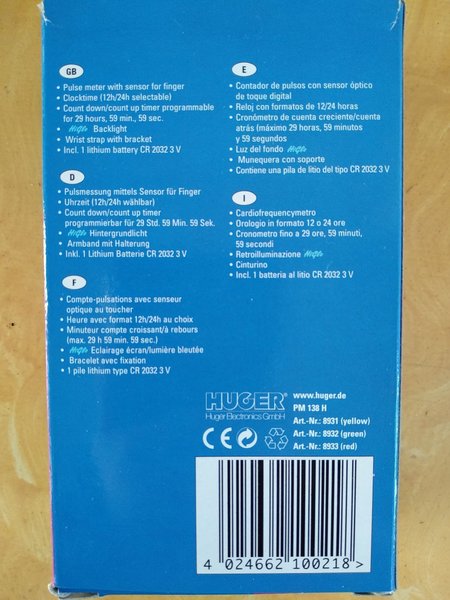 GB
• Pulse meter with sensor for finger
• Clocktime (12h/24h selectable)
• Count down/count up timer programmable
for 29 hours, 59 min., 59 sec.
• Backlight
• Wrist strap with bracket
• Incl. 1 lithium battery CR 2032 3 V
D
• Pulsmessung mittels Sensor für Finger
• Uhrzeit (12h/24h wählbar)
• Count down/count up timer
programmierbar für 29 Std. 59 Min. 59 Sek.
• Hintergrundlicht
• Armband mit Halterung
• Inkl. 1 Lithium Batterie CR 2032 3 V
F
• Compte-pulsations avec senseur
optique au toucher
• Heure avec format 12h/24h au choix
• Minuteur compte croissant/à rebours
(max. 29 h 59 min. 59 sec.)
• Eclairage écran/lumière bleutée
• Bracelet avec fixation
• 1 pile lithium type CR 2032 3 V
E
• Contador de pulsos con sensor óptico
de toque digital
• Reloj con formatos de 12/24 horas
• Cronómetro de cuenta creciente/cuenta
atrás (máximo 29 horas, 59 minutos
y 59 segundos
• Luz del fondo
• Munequera con soporte
• Contiene una pila de litio del tipo CR 2032 3 V
I
• Cardiofrequencymetro
• Orologio in formato 12 o 24 ore
• Cronometro fino a 29 ore, 59 minuti,
59 secondi
• Retroilluminazione
• Cinturino
• Incl. 1 batteria al litio CR 2032 3 V
HUGER®
Huger Electronics GmbH
CE
www.huger.de
PM 138 H
Art.-Nr.: 8931 (yellow)
Art.-Nr.: 8932 (green)
Art.-Nr.: 8933 (red)
4 024662 100218 >